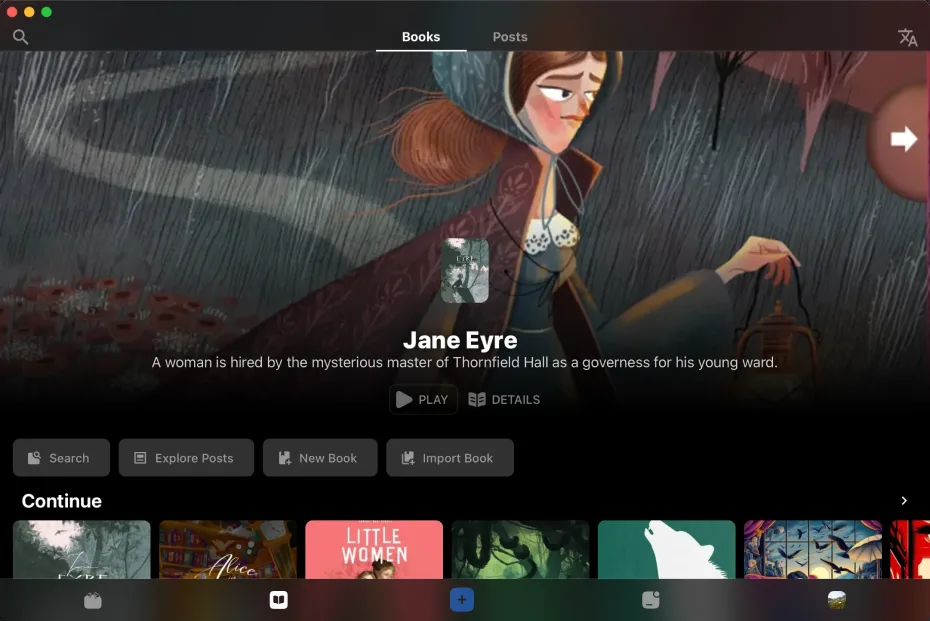 Books
Posts
Jane Eyre
A woman is hired by the mysterious master of Thornfield Hall as a governess for his young ward.
PLAY
DETAILS
Search
Explore Posts
New Book
Import Book
Continue
EYRE
Alice
LITTLE
WOMEN